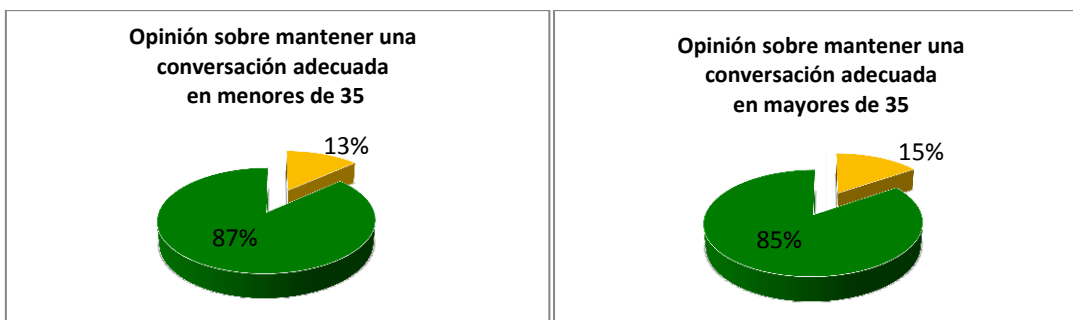 Opinión sobre mantener una
conversación adecuada
en menores de 35
13%
87%
Opinión sobre mantener una
conversación adecuada
en mayores de 35
15%
85%